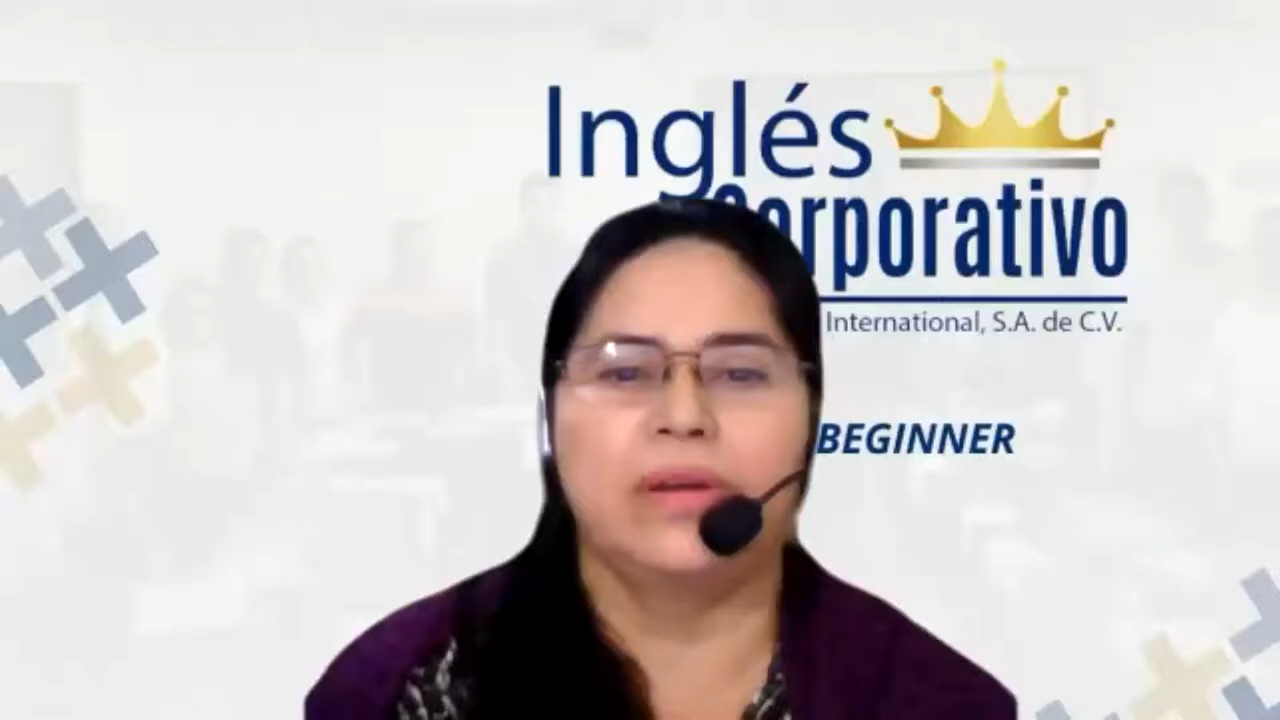 Inglés
Corporativo
International, S.A. de C.V.
BEGINNER